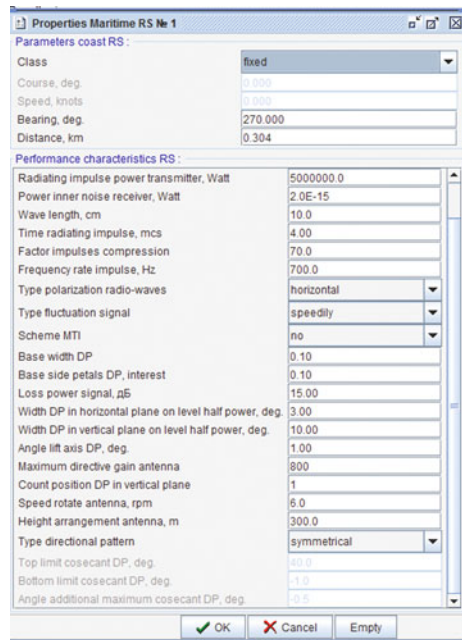 Properties Maritime RS № 1
Parameters coast RS :
Class fixed
Course, deg. 0.000
Speed, knots 0.000
Bearing, deg. 270.000
Distance, km 0.304
Performance characteristics RS :
Radiating impulse power transmitter, Watt 5000000.0
Power inner noise receiver, Watt 2.0E-15
Wave length, cm 10.0
Time radiating impulse, mcs 4.00
Factor impulses compression 70.0
Frequency rate impulse, Hz 700.0
Type polarization radio-waves horizontal
Type fluctuation signal speedily
Scheme MTI no
Base width DP 0.10
Base side petals DP, interest 0.10
Loss power signal, дБ 15.00
Width DP in horizontal plane on level half power, deg. 3.00
Width DP in vertical plane on level half power, deg. 10.00
Angle lift axis DP, deg. 1.00
Maximum directive gain antenna 800
Count position DP in vertical plane 1
Speed rotate antenna, rpm 6.0
Height arrangement antenna, m 300.0
Type directional pattern symmetrical
Top limit cosecant DP, deg. 40.0
Bottom limit cosecant DP, deg. -1.0
Angle additional maximum cosecant DP, deg. -0.5
OK Cancel Empty